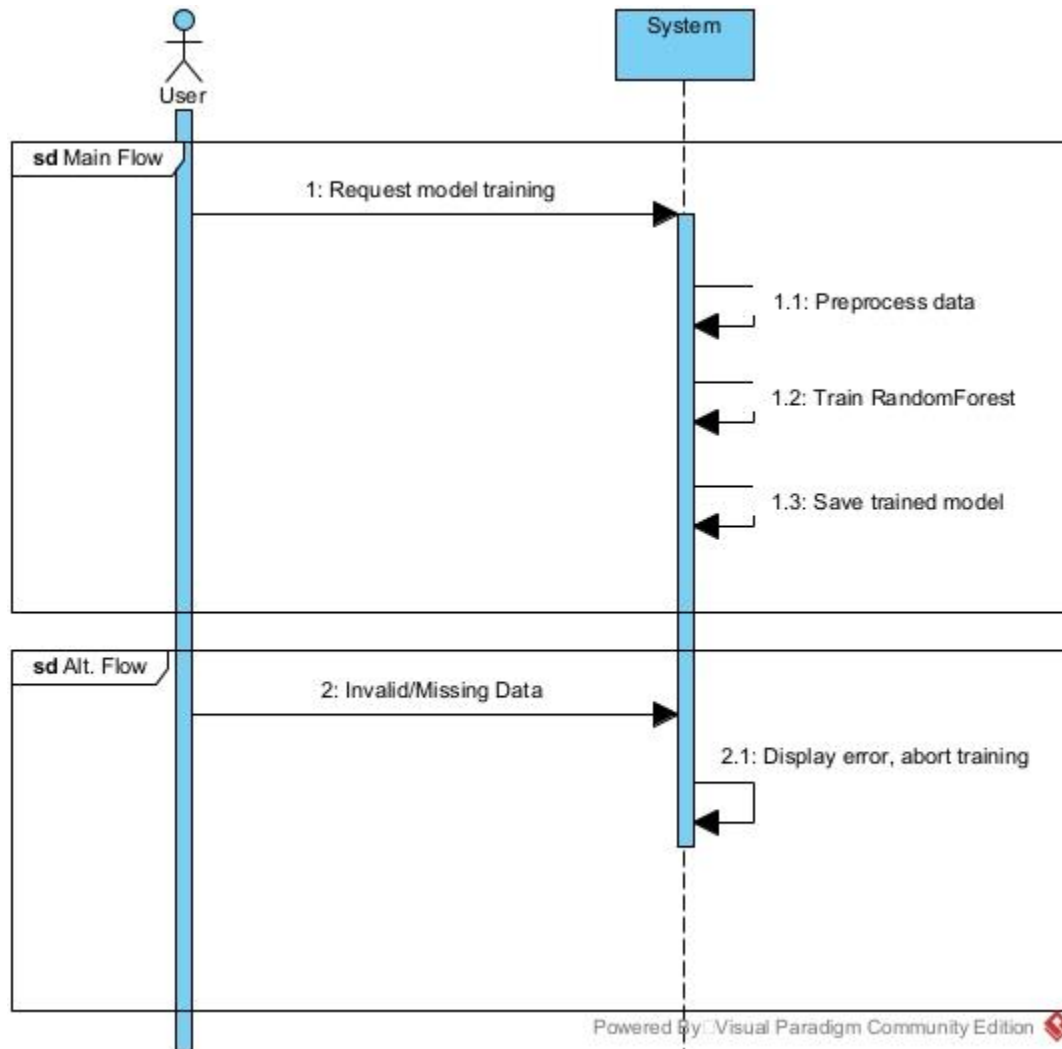 System
User
sd Main Flow
1: Request model training
1.1: Preprocess data
1.2: Train RandomForest
1.3: Save trained model
sd Alt. Flow
2: Invalid/Missing Data
2.1: Display error, abort training
Powered By Visual Paradigm Community Edition